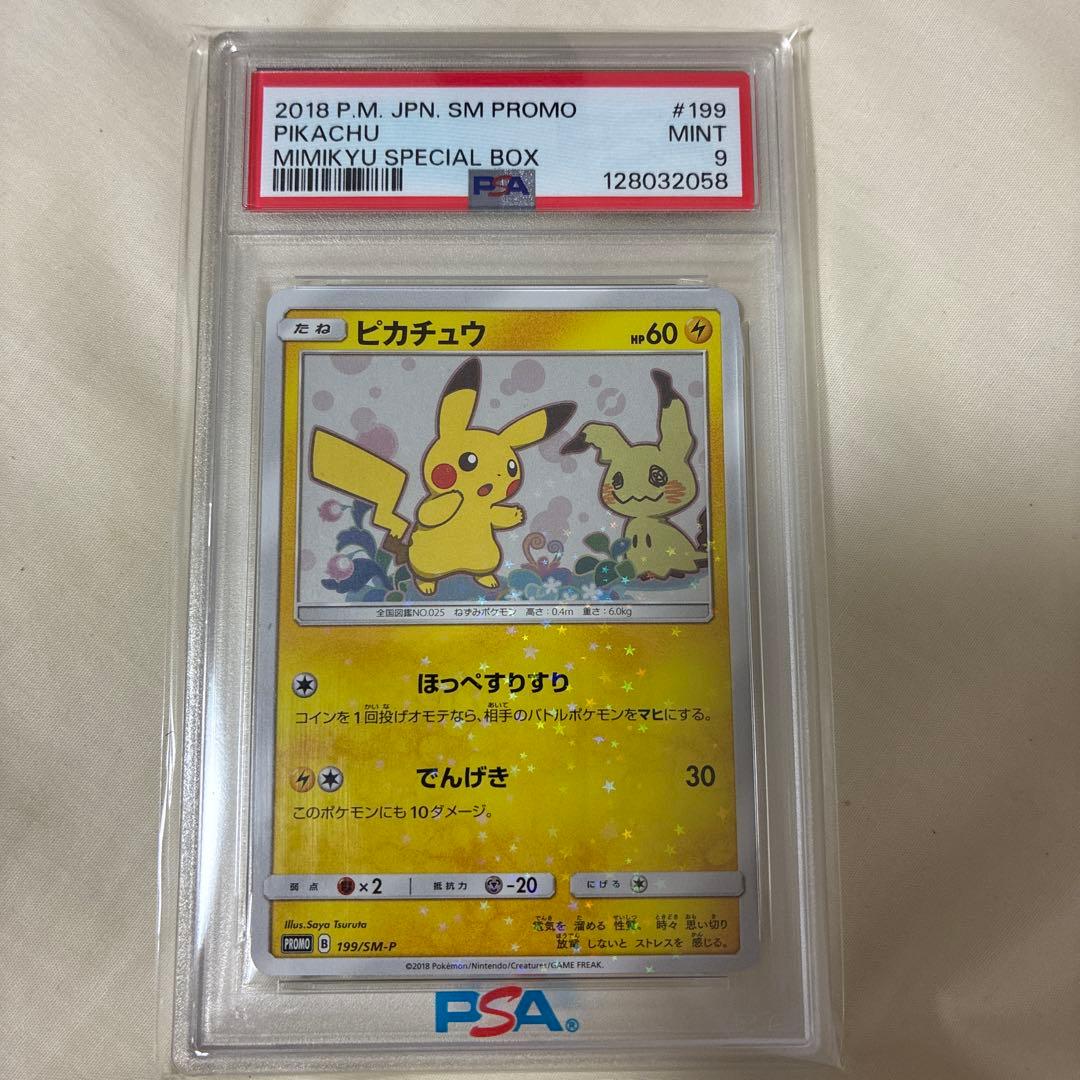 2018 P.M. JPN. SM PROMO #199
PIKACHU MINT
MIMIKYU SPECIAL BOX 9
PSA 128032058
たね ピカチュウ HP60
全国図鑑NO.025 ねずみポケモン 高さ:0.4m 重さ:6.0kg
ほっぺすりすり
コインを1回投げオモテなら、相手のバトルポケモンをマヒにする。
でんげき 30
このポケモンにも10ダメージ。
弱点 ×2 抵抗力 -20 にげる
Illus.Saya Tsuruta
電気を 溜める 性質。 時々 思い切り
放電 しないと ストレスを 感じる。
PROMO B 199/SM-P
©2018 Pokémon/Nintendo/Creatures/GAME FREAK.
PSA®